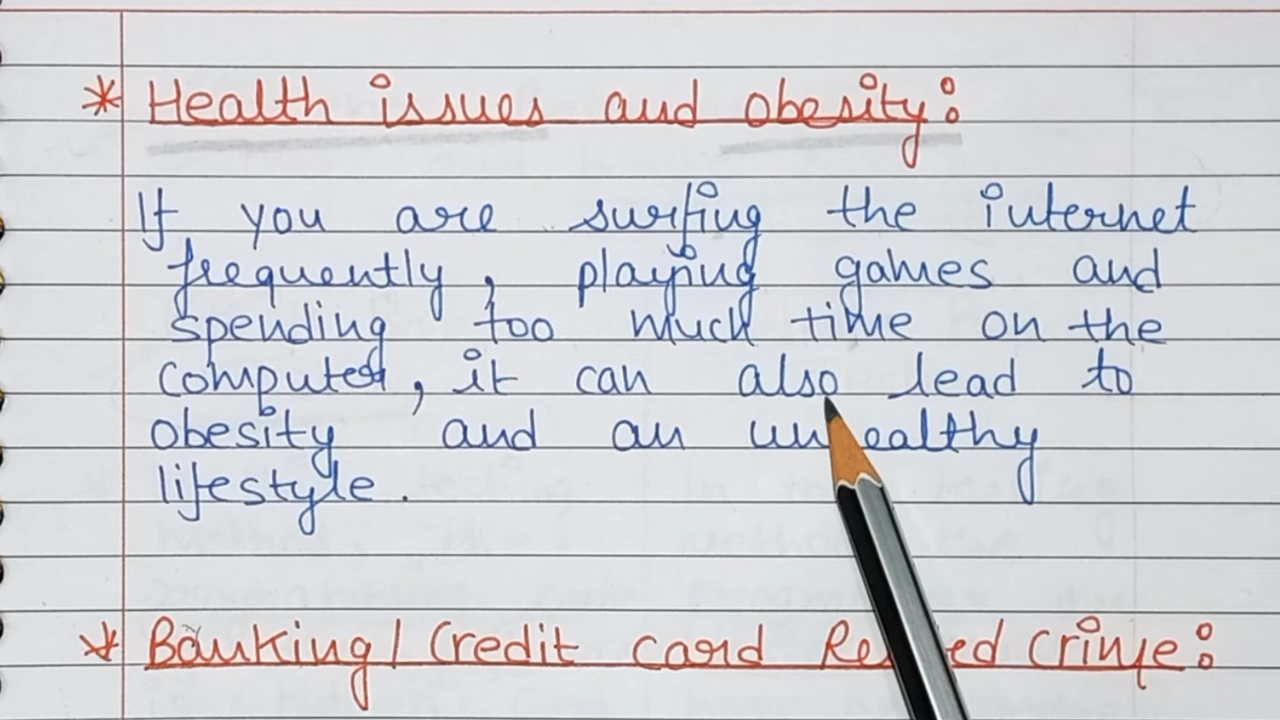 * Health issues and obesity:
If you are surfing the internet
frequently, playing games and
spending too much time on the
computer, it can also lead to
obesity and an unhealthy
lifestyle.
* Banking/Credit card Related Crime: